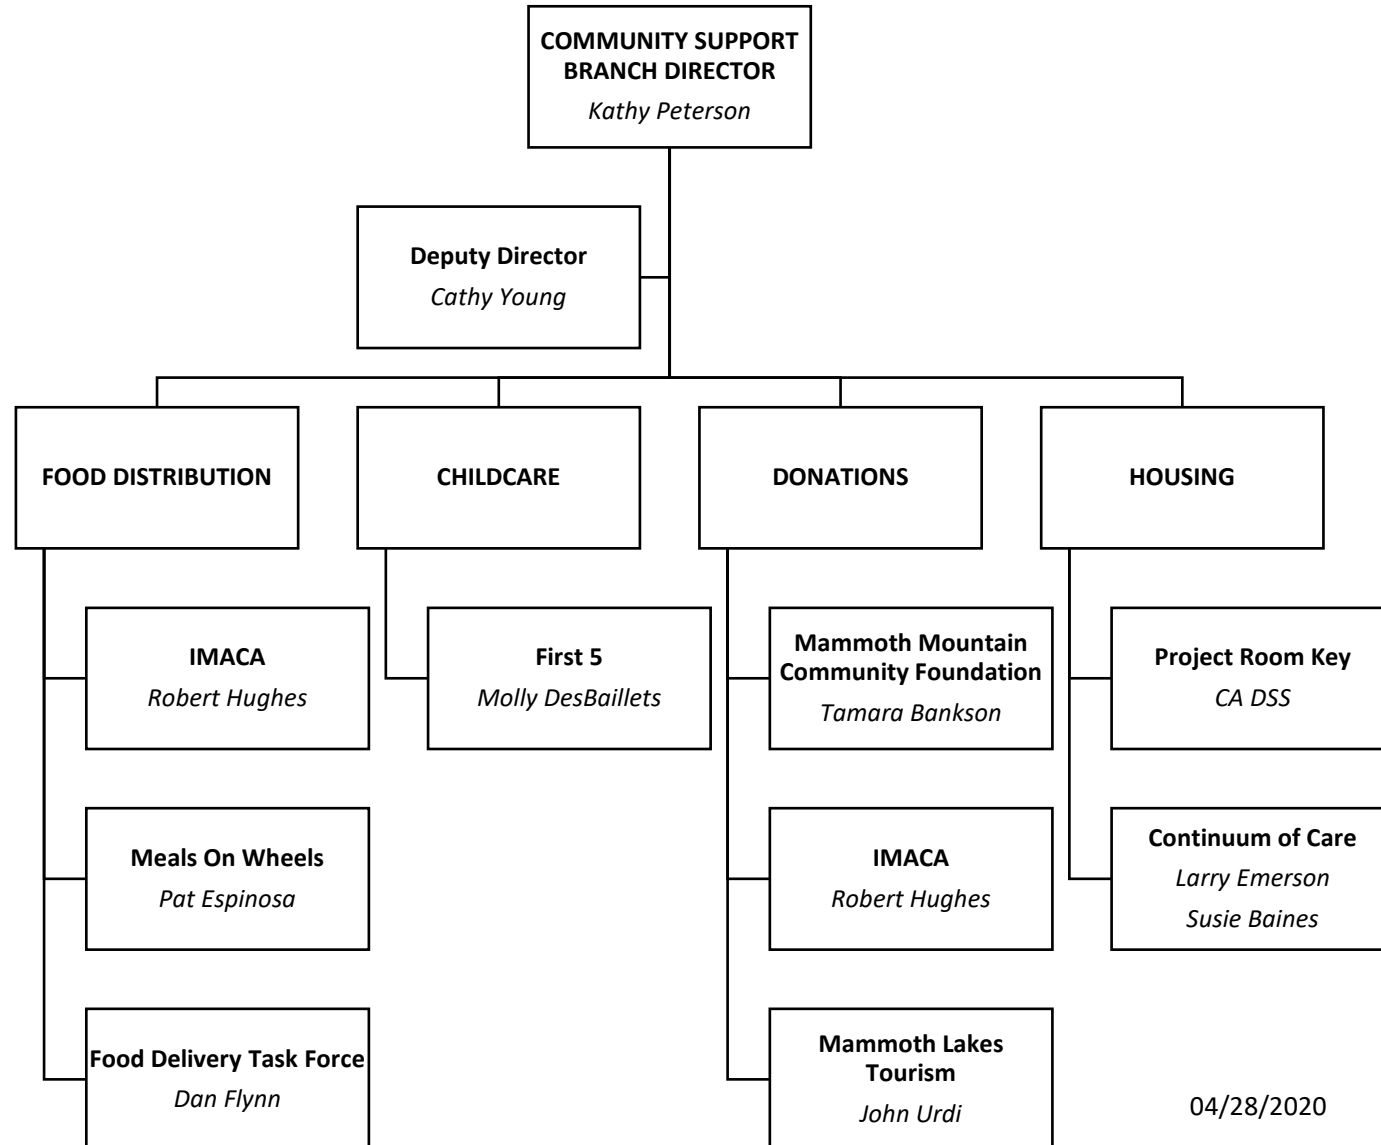 COMMUNITY SUPPORT
BRANCH DIRECTOR
Kathy Peterson
Deputy Director
Cathy Young
FOOD DISTRIBUTION
CHILDCARE
DONATIONS
HOUSING
IMACA
Robert Hughes
First 5
Molly DesBaillets
Mammoth Mountain
Community Foundation
Tamara Bankson
Project Room Key
CA DSS
Meals On Wheels
Pat Espinosa
IMACA
Robert Hughes
Continuum of Care
Larry Emerson
Susie Baines
Food Delivery Task Force
Dan Flynn
Mammoth Lakes
Tourism
John Urdi
04/28/2020